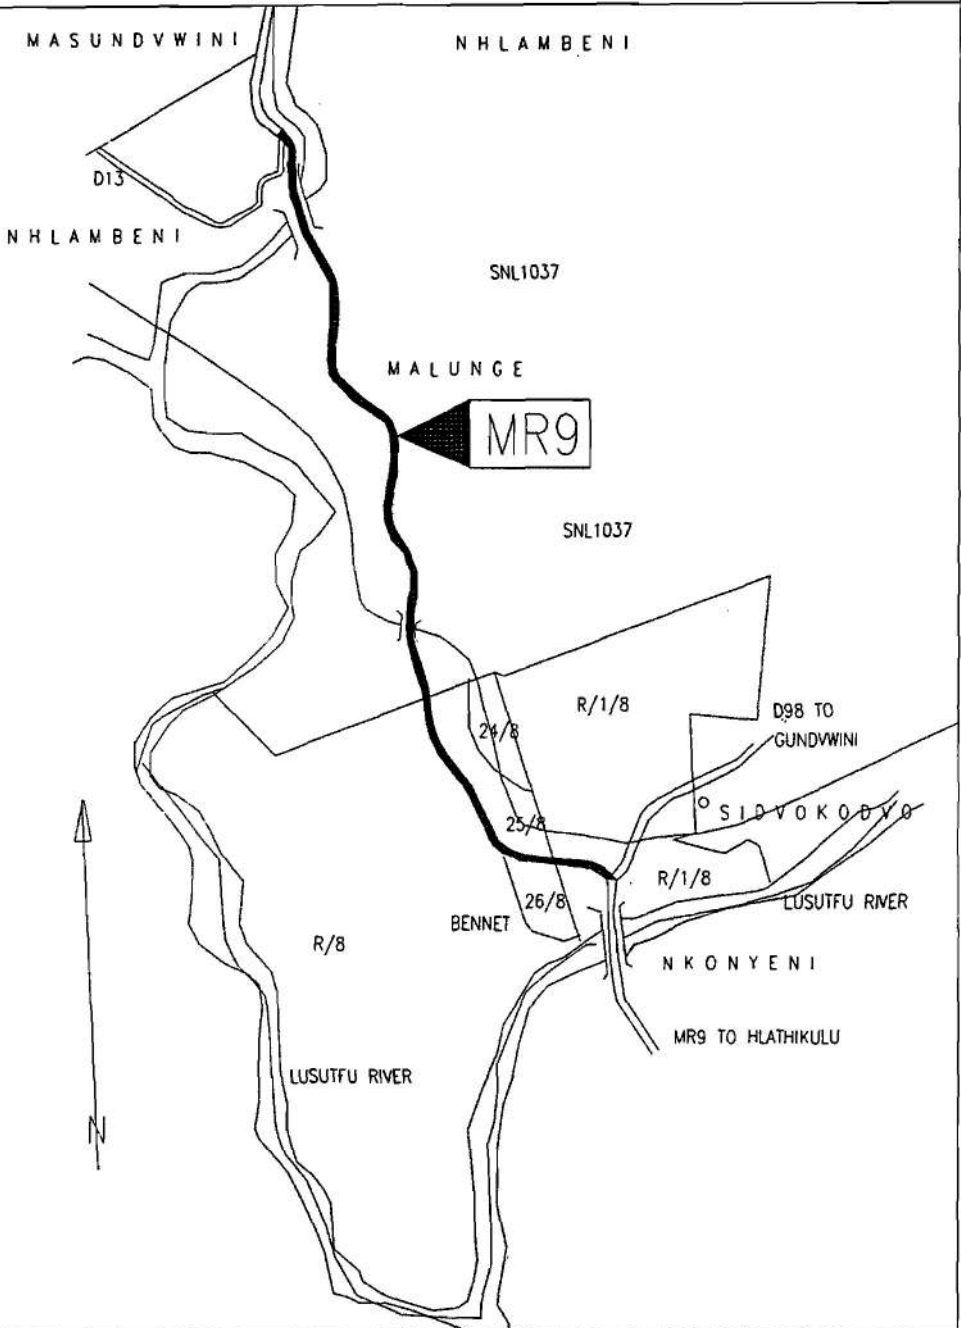 MASUNDVWINI
NHLAMBENI
D13
NHLAMBENI
SNL1037
MALUNGE
MR9
SNL1037
R/1/8
24/8
D98 TO
GUNDVWINI
SIDVOKODVO
25/8
R/1/8
26/8
LUSUTFU RIVER
BENNET
R/8
NKONYENI
MR9 TO HLATHIKULU
LUSUTFU RIVER
N